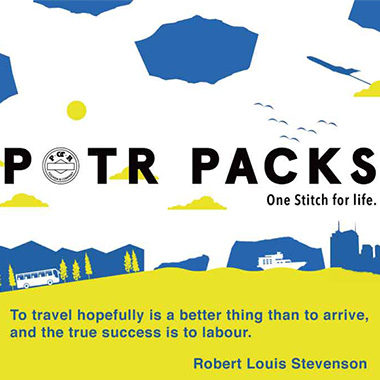 POTR PACKS
One Stitch for life.
To travel hopefully is a better thing than to arrive,
and the true success is to labour.
Robert Louis Stevenson